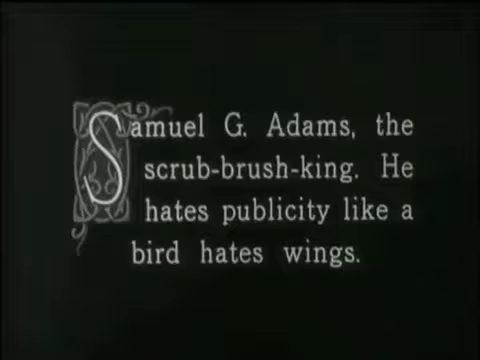 Samuel G. Adams, the
scrub-brush-king. He
hates publicity like a
bird hates wings.